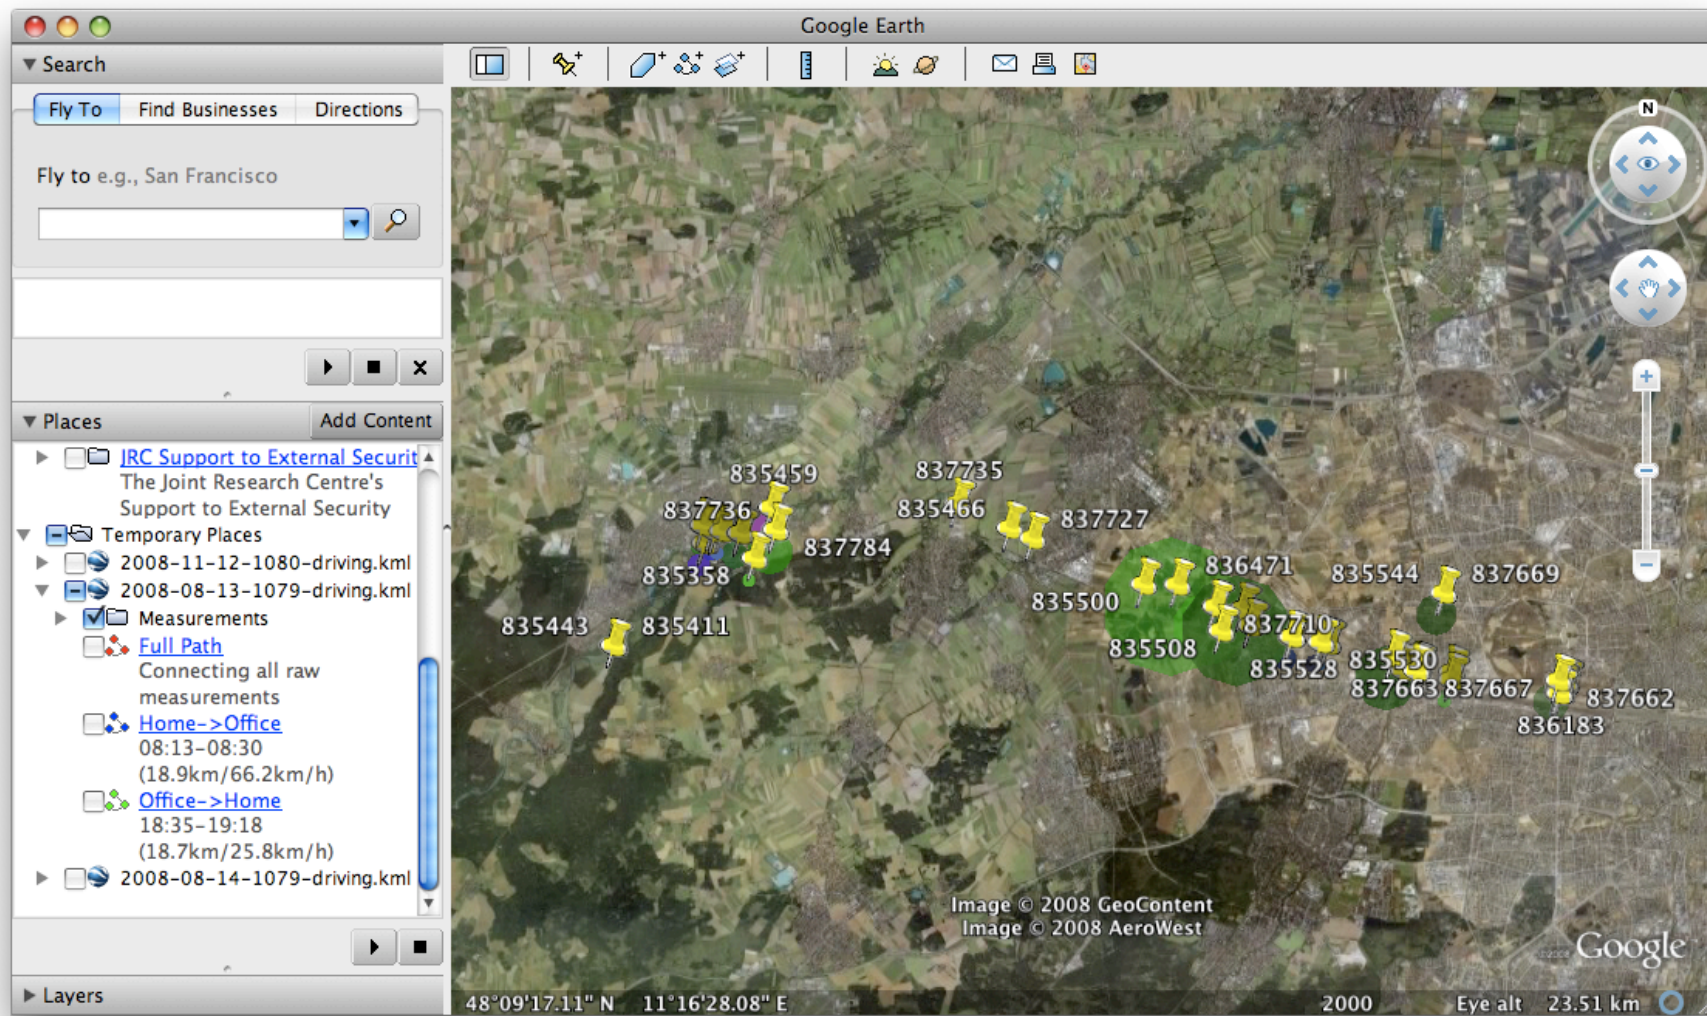 Google Earth
Search
Fly To
Find Businesses
Directions
Fly to e.g., San Francisco
Places
Add Content
JRC Support to External Securit
The Joint Research Centre's
Support to External Security
Temporary Places
2008-11-12-1080-driving.kml
2008-08-13-1079-driving.kml
Measurements
Full Path
Connecting all raw
measurements
Home->Office
08:13-08:30
(18.9km/66.2km/h)
Office->Home
18:35-19:18
(18.7km/25.8km/h)
2008-08-14-1079-driving.kml
Layers
N
835459
837736
837784
835358
835443
835411
837735
835466
837727
836471
835500
835508
837710
835528
835544
837669
835530
837663
837667
837662
836183
Image © 2008 GeoContent
Image © 2008 AeroWest
©2008 Google
48°09'17.11" N 11°16'28.08" E
2000
Eye alt 23.51 km